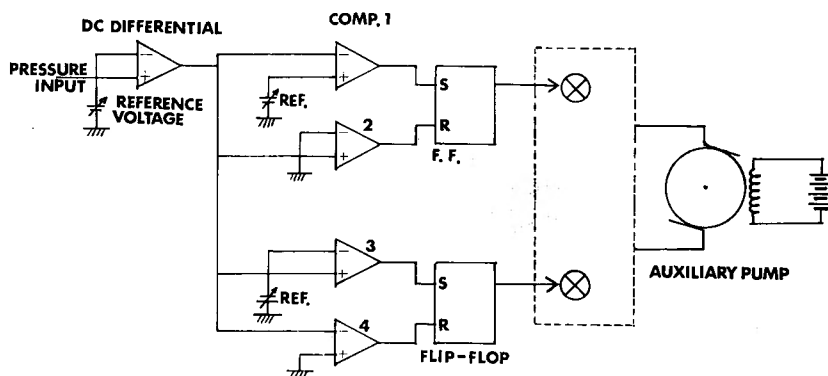 COMP. 1
DC DIFFERENTIAL
PRESSURE
INPUT
REFERENCE
VOLTAGE
REF.
2
S
R
F. F.
3
REF.
4
S
R
FLIP-FLOP
AUXILIARY PUMP